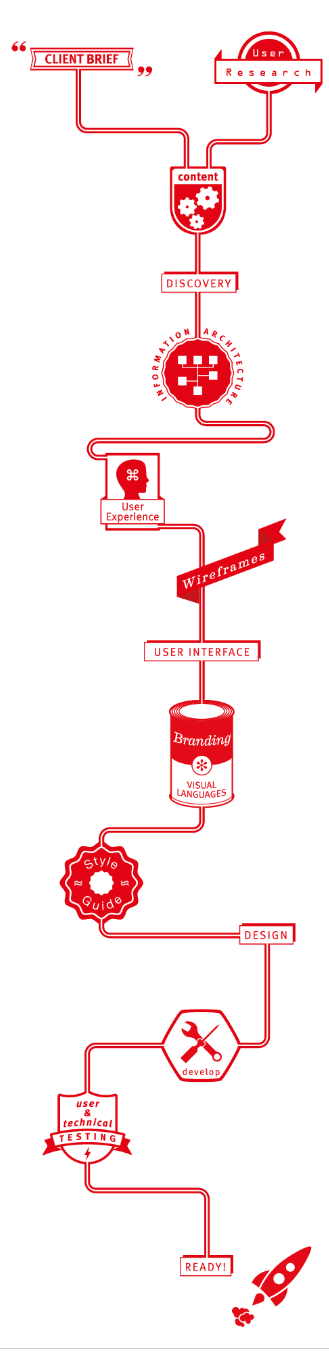 “ CLIENT BRIEF ”
User
Research
content
DISCOVERY
INFORMATION ARCHITECTURE
⌘
User
Experience
Wireframes
USER INTERFACE
Branding
VISUAL
LANGUAGES
Style
Guide
DESIGN
develop
user
&
technical
TESTING
READY!